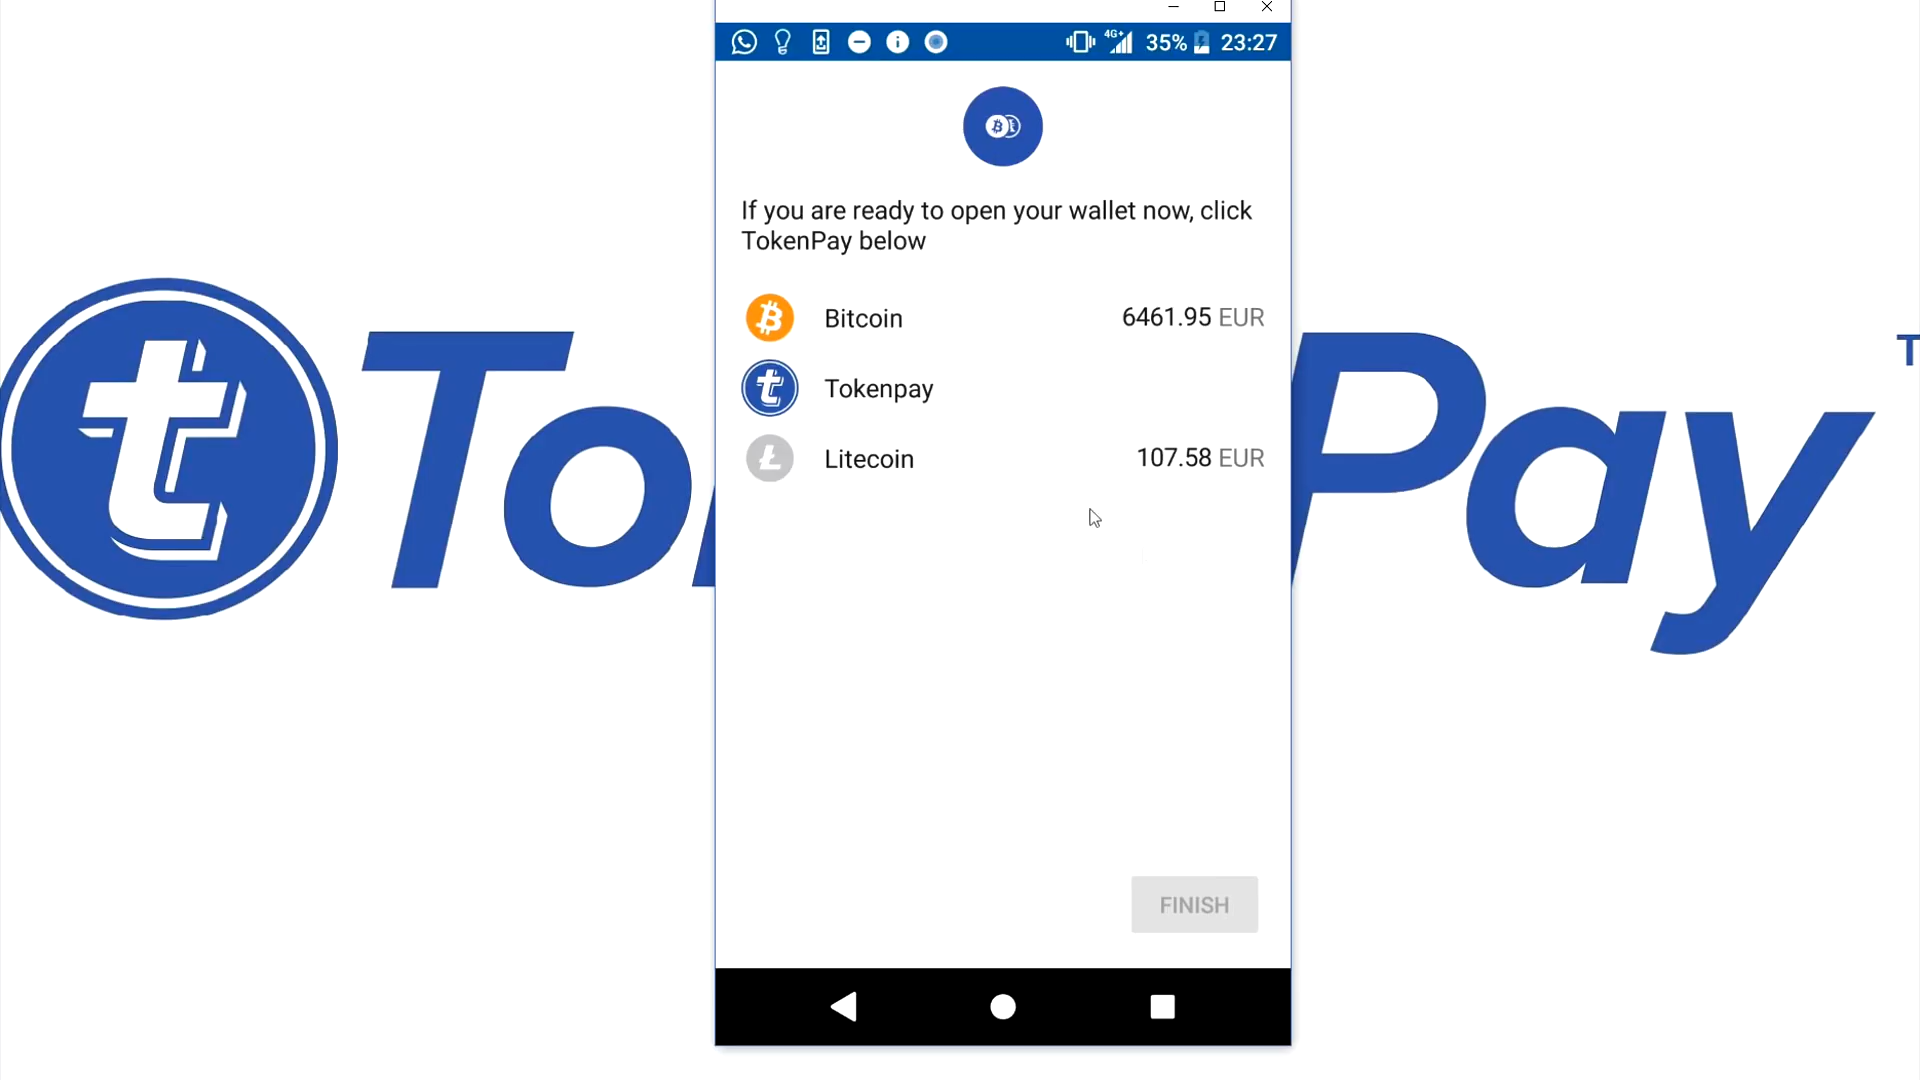 4G+ 35% 23:27
If you are ready to open your wallet now, click
TokenPay below
Bitcoin 6461.95 EUR
Tokenpay
Litecoin 107.58 EUR
FINISH
To Pay T